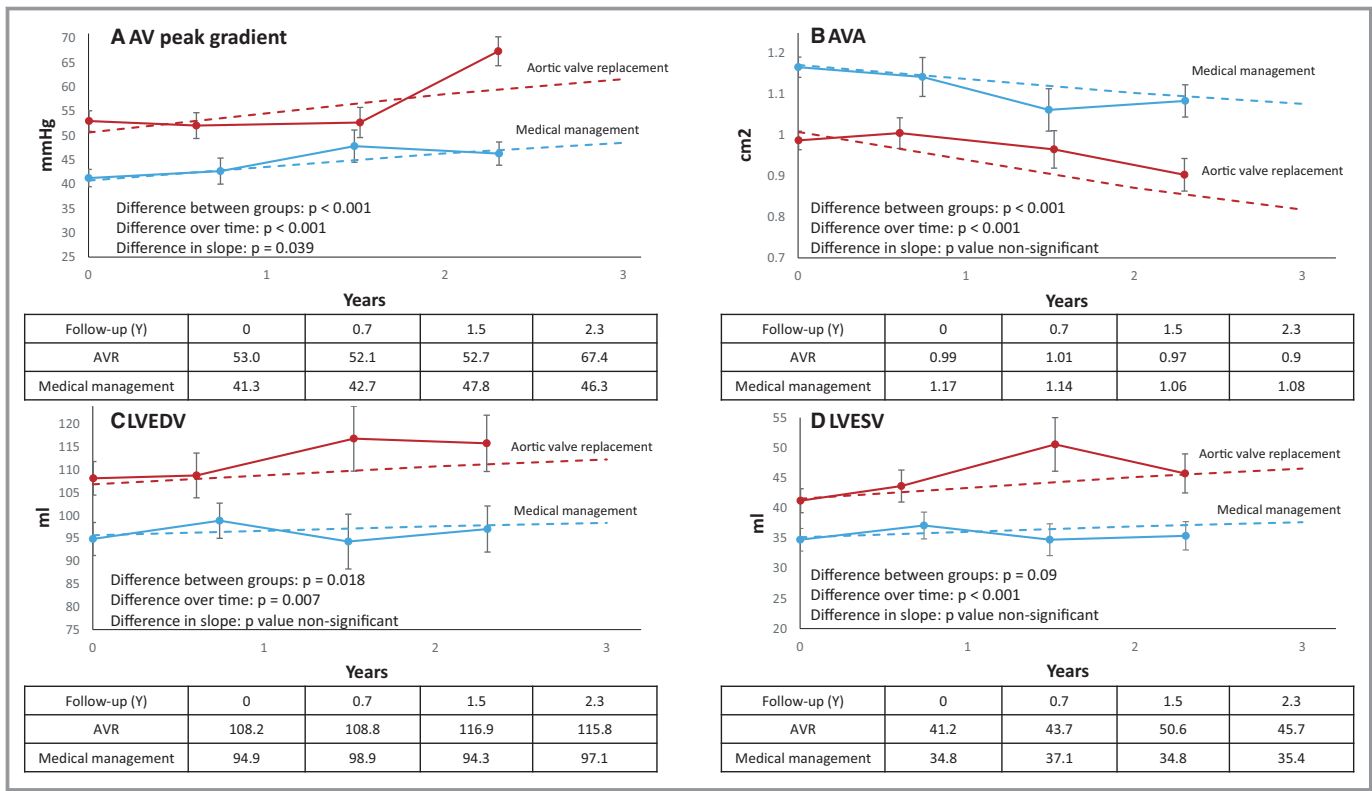 A AV peak gradient
70
65
60
55
50
45
40
35
30
25
mmHg
Aortic valve replacement
Medical management
Difference between groups: p < 0.001
Difference over time: p < 0.001
Difference in slope: p = 0.039
0 1 2 3
Years
Follow-up (Y) 0 0.7 1.5 2.3
AVR 53.0 52.1 52.7 67.4
Medical management 41.3 42.7 47.8 46.3
B AVA
1.2
1.1
1
0.9
0.8
0.7
cm2
Medical management
Aortic valve replacement
Difference between groups: p < 0.001
Difference over time: p < 0.001
Difference in slope: p value non-significant
0 1 2 3
Years
Follow-up (Y) 0 0.7 1.5 2.3
AVR 0.99 1.01 0.97 0.9
Medical management 1.17 1.14 1.06 1.08
C LVEDV
120
115
110
105
100
95
90
85
80
75
ml
Aortic valve replacement
Medical management
Difference between groups: p = 0.018
Difference over time: p = 0.007
Difference in slope: p value non-significant
0 1 2 3
Years
Follow-up (Y) 0 0.7 1.5 2.3
AVR 108.2 108.8 116.9 115.8
Medical management 94.9 98.9 94.3 97.1
D LVESV
55
50
45
40
35
30
25
20
ml
Aortic valve replacement
Medical management
Difference between groups: p = 0.09
Difference over time: p < 0.001
Difference in slope: p value non-significant
0 1 2 3
Years
Follow-up (Y) 0 0.7 1.5 2.3
AVR 41.2 43.7 50.6 45.7
Medical management 34.8 37.1 34.8 35.4